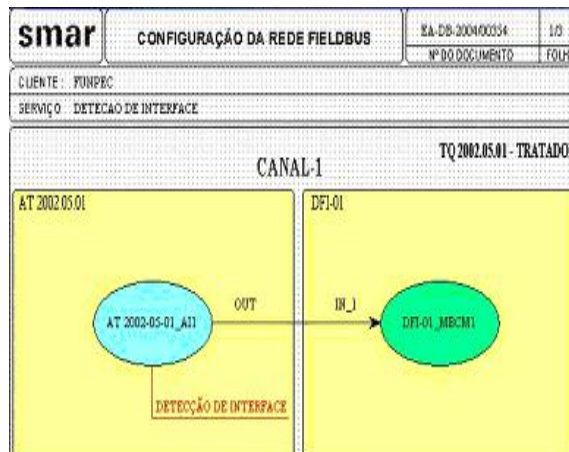 smar
CONFIGURAÇÃO DA REDE FIELDBUS
EA-DB-2004/00354
1/3
Nº DO DOCUMENTO
FOLH
CLIENTE : FUNPEC
SERVIÇO DETECAO DE INTERFACE
TQ 2002.05.01 - TRATADO
CANAL-1
AT 2002.05.01
DFI-01
AT 2002-05-01_AI1
OUT
IN_1
DFI-01_MBCM1
DETECÇÃO DE INTERFACE